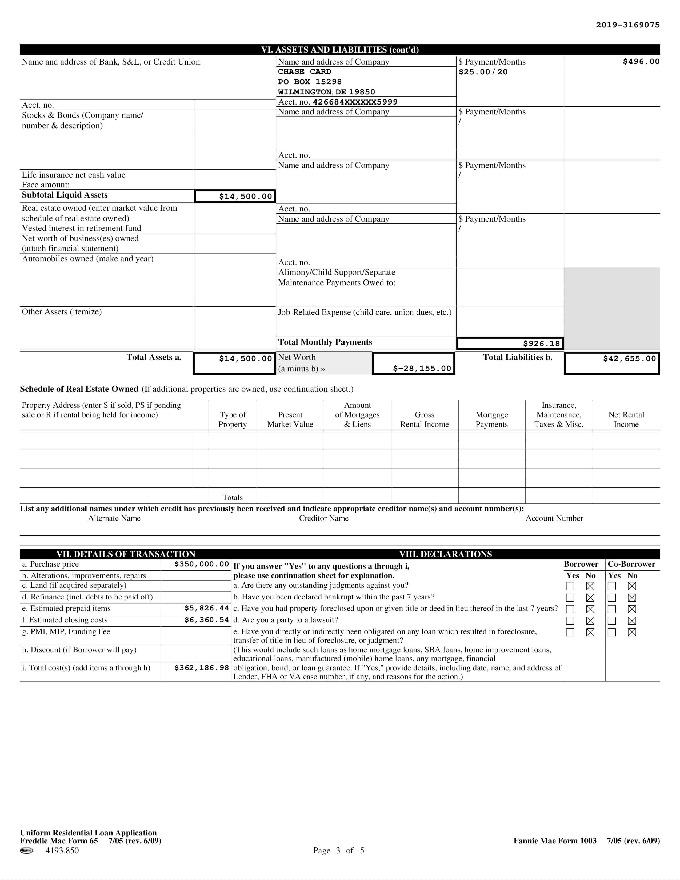 2019-3169075
VI. ASSETS AND LIABILITIES (cont'd)
Name and address of Bank, S&L, or Credit Union
Name and address of Company
$ Payment/Months
$496.00
CHASE CARD
$25.00/20
PO BOX 15298
WILMINGTON, DE 19850
Acct. no.
Acct. no. 426684XXXXXX5999
Stocks & Bonds (Company name/
number & description)
Name and address of Company
$ Payment/Months
/
Acct. no.
Name and address of Company
$ Payment/Months
/
Life insurance net cash value
Face amount:
Subtotal Liquid Assets
$14,500.00
Real estate owned (enter market value from
schedule of real estate owned)
Acct. no.
Name and address of Company
$ Payment/Months
/
Vested interest in retirement fund
Net worth of business(es) owned
(attach financial statement)
Automobiles owned (make and year)
Acct. no.
Alimony/Child Support/Separate
Maintenance Payments Owed to:
Other Assets (itemize)
Job-Related Expense (child care, union dues, etc.)
Total Monthly Payments
$926.18
Total Assets a.
$14,500.00
Net Worth
(a minus b) »
$-28,155.00
Total Liabilities b.
$42,655.00
Schedule of Real Estate Owned (If additional properties are owned, use continuation sheet.)
Property Address (enter S if sold, PS if pending
sale or R if rental being held for income)
Type of
Property
Present
Market Value
Amount
of Mortgages
& Liens
Gross
Rental Income
Mortgage
Payments
Insurance,
Maintenance,
Taxes & Misc.
Net Rental
Income
Totals
List any additional names under which credit has previously been received and indicate appropriate creditor name(s) and account number(s):
Alternate Name
Creditor Name
Account Number
VII. DETAILS OF TRANSACTION
VIII. DECLARATIONS
a. Purchase price
$350,000.00
If you answer "Yes" to any questions a through i,
Borrower
Co-Borrower
b. Alterations, improvements, repairs
please use continuation sheet for explanation.
Yes No
Yes No
c. Land (if acquired separately)
a. Are there any outstanding judgments against you?
d. Refinance (incl. debts to be paid off)
b. Have you been declared bankrupt within the past 7 years?
e. Estimated prepaid items
$5,826.44
c. Have you had property foreclosed upon or given title or deed in lieu thereof in the last 7 years?
f. Estimated closing costs
$6,360.54
d. Are you a party to a lawsuit?
g. PMI, MIP, Funding Fee
e. Have you directly or indirectly been obligated on any loan which resulted in foreclosure,
transfer of title in lieu of foreclosure, or judgment?
h. Discount (if Borrower will pay)
(This would include such loans as home mortgage loans, SBA loans, home improvement loans,
educational loans, manufactured (mobile) home loans, any mortgage, financial
i. Total cost(s) (add items a through h)
$362,186.98
obligation, bond, or loan guarantee. If "Yes," provide details, including date, name, and address of
Lender, FHA or VA case number, if any, and reasons for the action.)
Uniform Residential Loan Application
Freddie Mac Form 65 7/05 (rev. 6/09)
4193.850
Page 3 of 5
Fannie Mae Form 1003 7/05 (rev. 6/09)